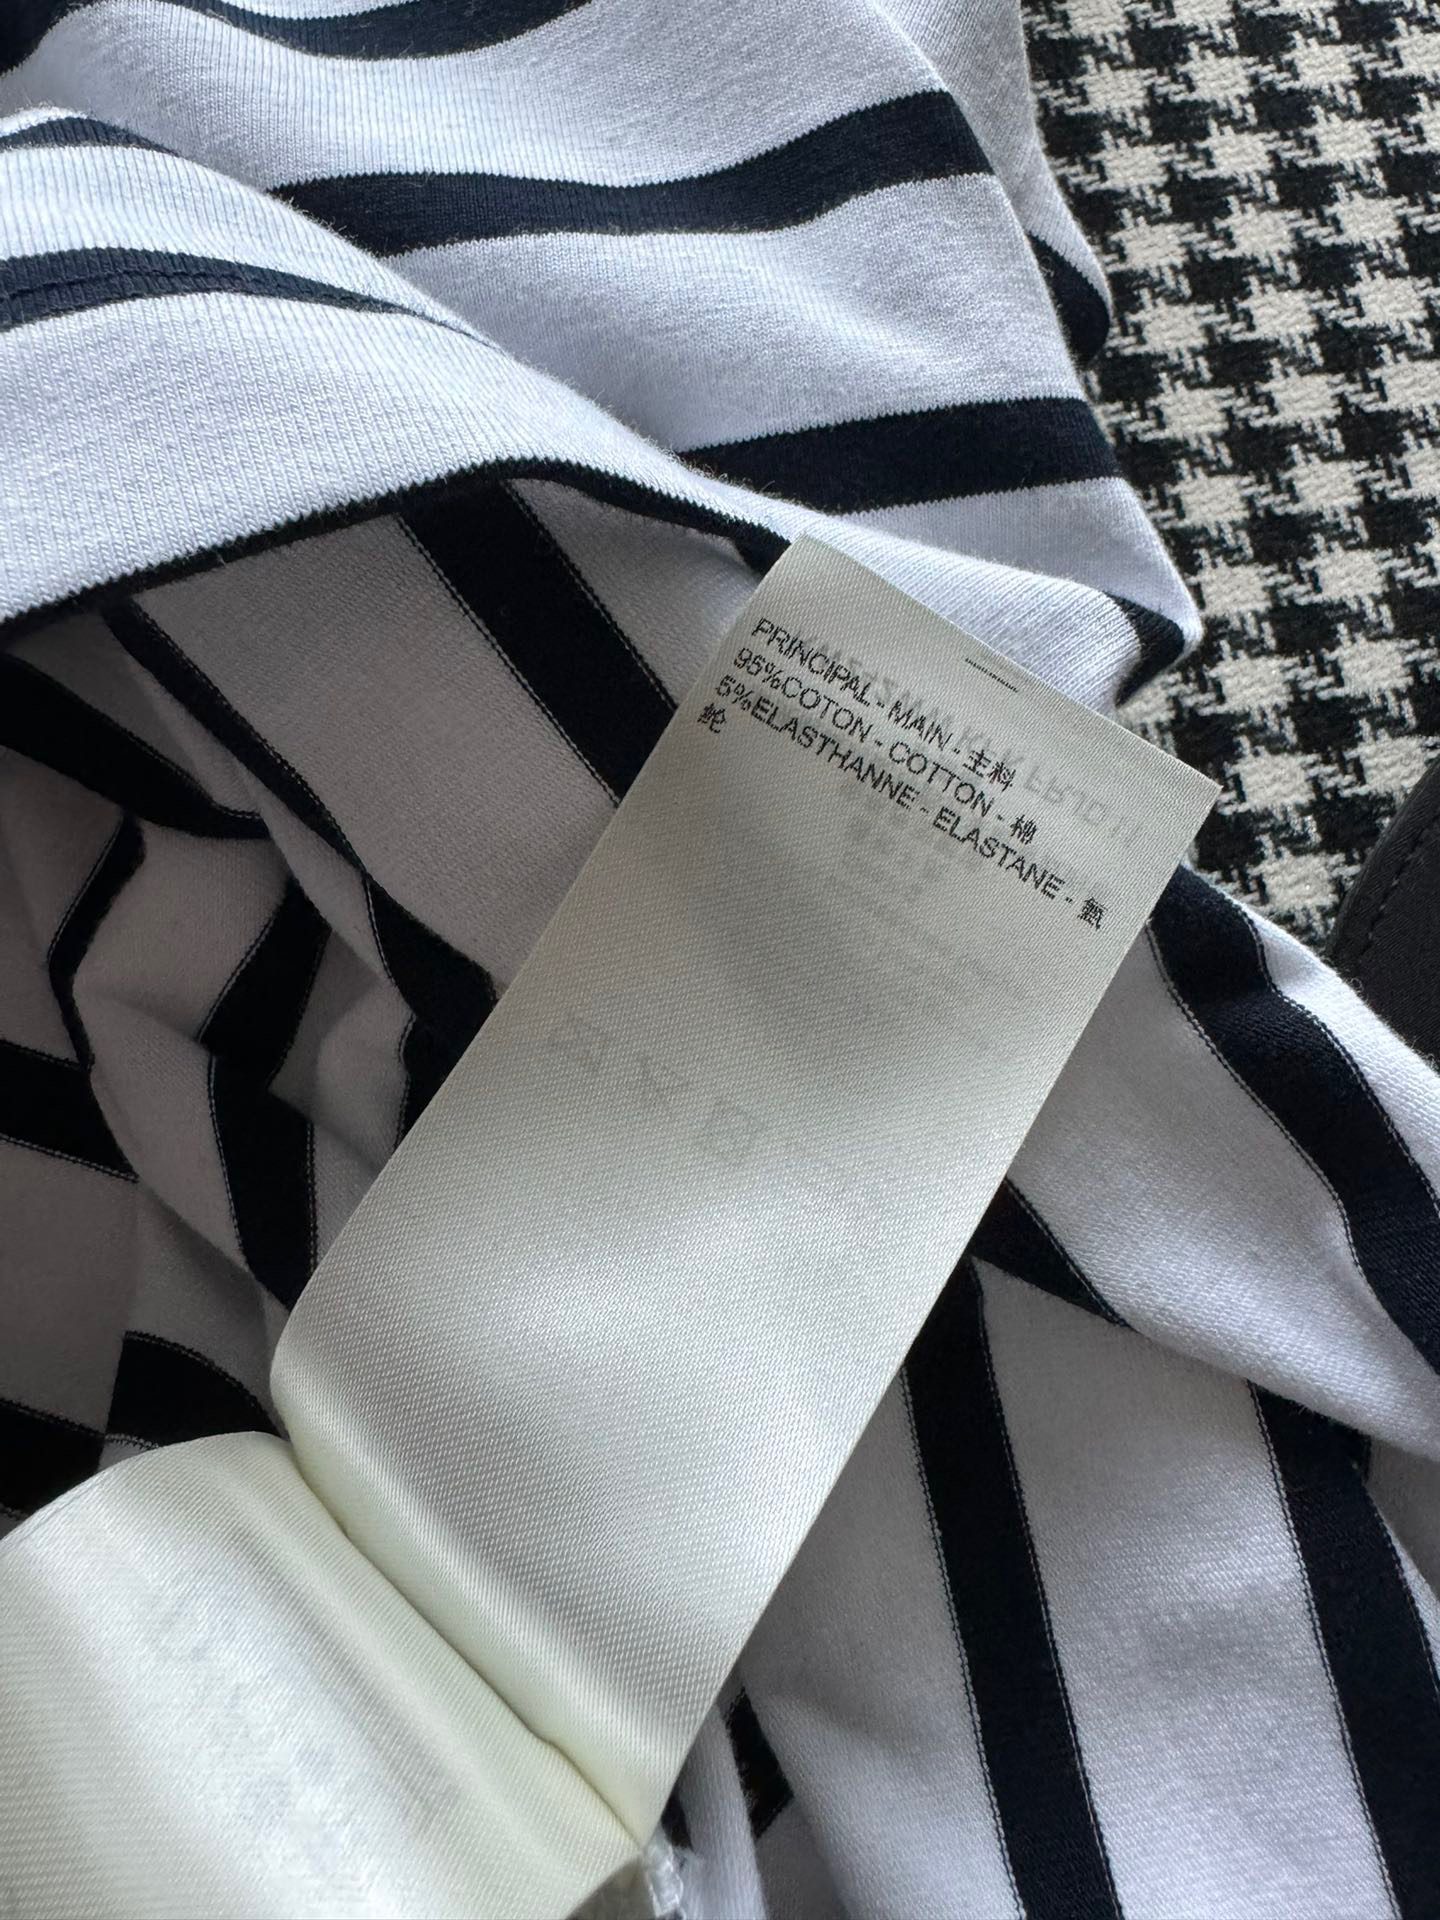 PRINCIPAL - MAIN - 主料
95%COTON - COTTON - 棉
5%ELASTHANNE - ELASTANE - 氨
纶